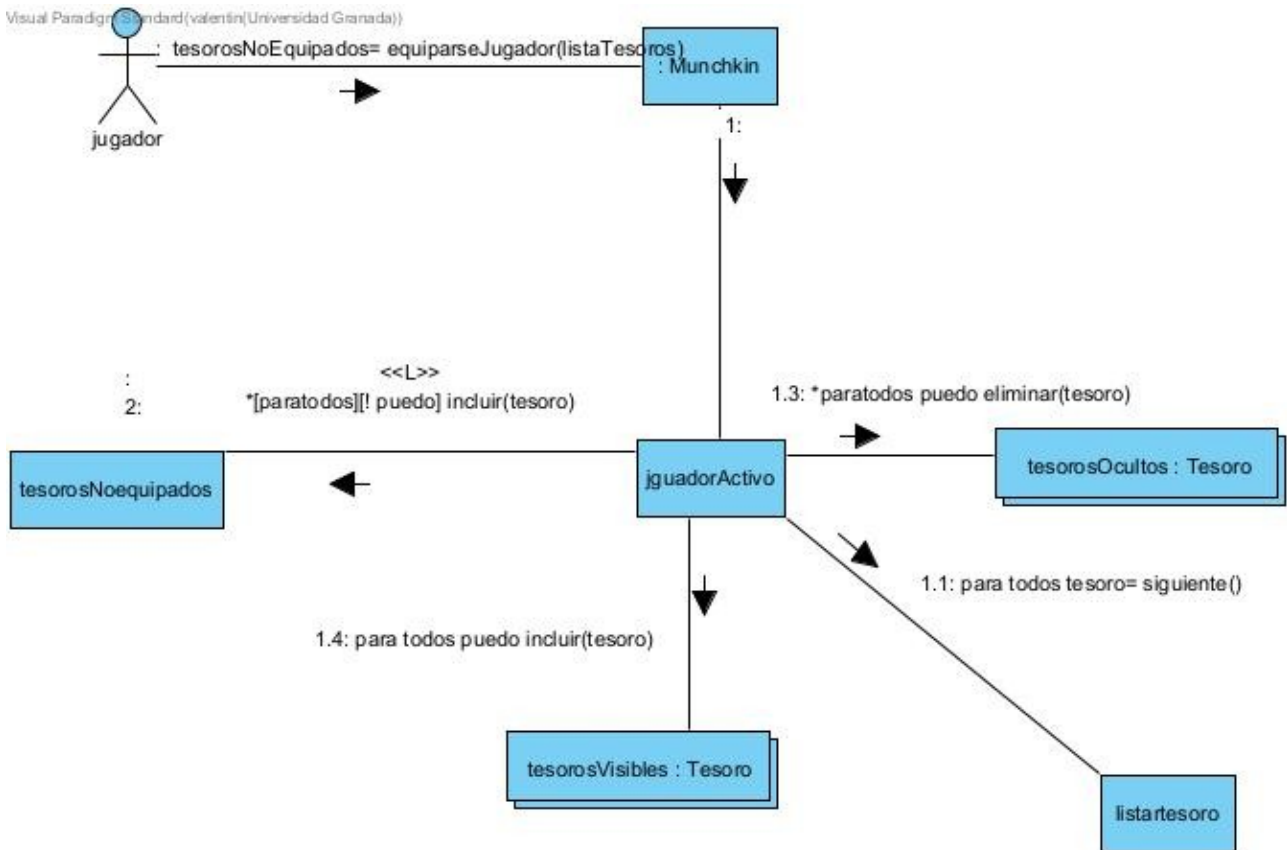 Visual Paradigm Standard(valentin(Universidad Granada))
: tesorosNoEquipados= equiparseJugador(listaTesoros)
: Munchkin
jugador
1:
<<L>>
:
2:
*[paratodos][! puedo] incluir(tesoro)
1.3: *paratodos puedo eliminar(tesoro)
tesorosNoequipados
jguadorActivo
tesorosOcultos : Tesoro
1.1: para todos tesoro= siguiente()
1.4: para todos puedo incluir(tesoro)
tesorosVisibles : Tesoro
listartesoro